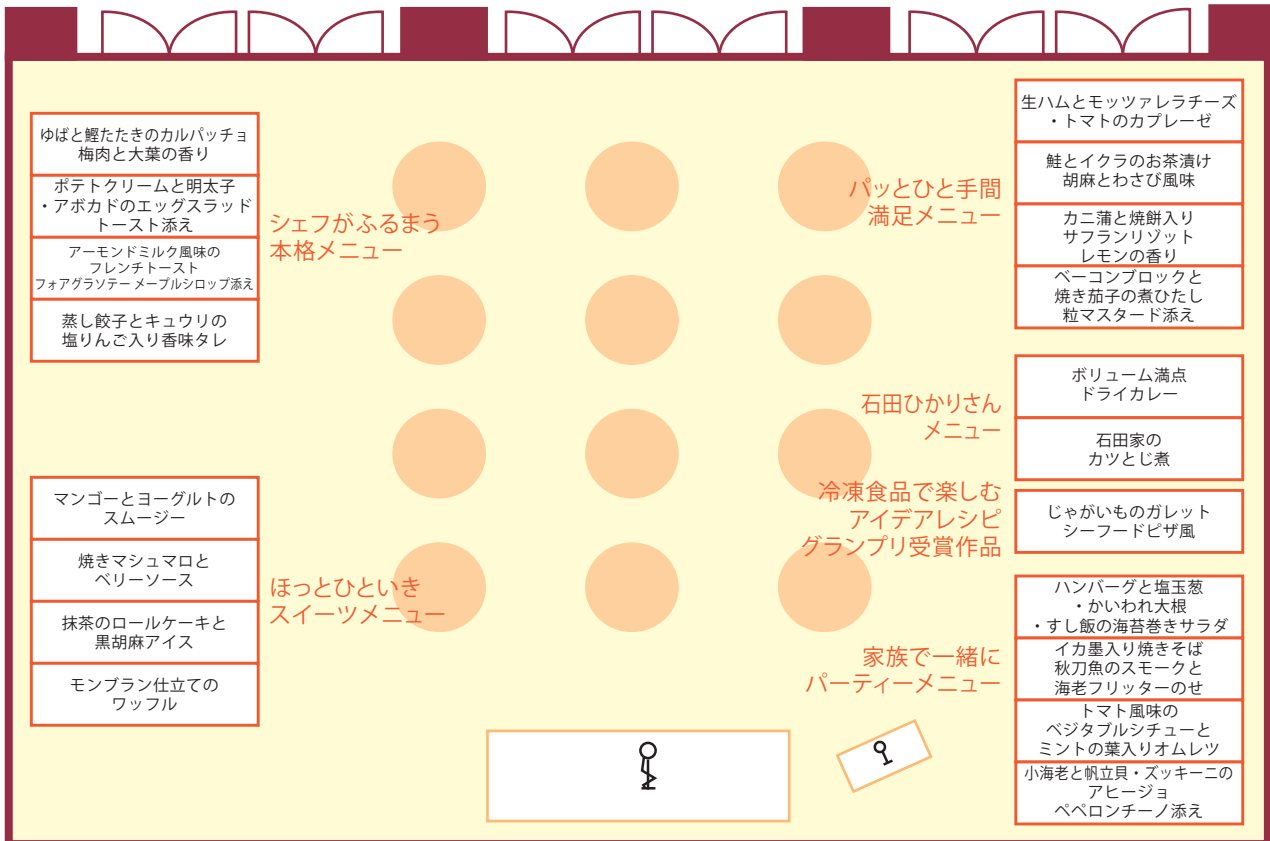 ゆばと鰹たたきのカルパッチョ
梅肉と大葉の香り
ポテトクリームと明太子
・アボカドのエッグスラッド
トースト添え
アーモンドミルク風味の
フレンチトースト
フォアグラソテー メープルシロップ添え
蒸し餃子とキュウリの
塩りんご入り香味タレ
シェフがふるまう
本格メニュー
マンゴーとヨーグルトの
スムージー
焼きマシュマロと
ベリーソース
抹茶のロールケーキと
黒胡麻アイス
モンブラン仕立ての
ワッフル
ほっとひといき
スイーツメニュー
パッとひと手間
満足メニュー
生ハムとモッツァレラチーズ
・トマトのカプレーゼ
鮭とイクラのお茶漬け
胡麻とわさび風味
カニ蒲と焼餅入り
サフランリゾット
レモンの香り
ベーコンブロックと
焼き茄子の煮ひたし
粒マスタード添え
石田ひかりさん
メニュー
ボリューム満点
ドライカレー
石田家の
カツとじ煮
冷凍食品で楽しむ
アイデアレシピ
グランプリ受賞作品
じゃがいものガレット
シーフードピザ風
家族で一緒に
パーティーメニュー
ハンバーグと塩玉葱
・かいわれ大根
・すし飯の海苔巻きサラダ
イカ墨入り焼きそば
秋刀魚のスモークと
海老フリッターのせ
トマト風味の
ベジタブルシチューと
ミントの葉入りオムレツ
小海老と帆立貝・ズッキーニの
アヒージョ
ペペロンチーノ添え